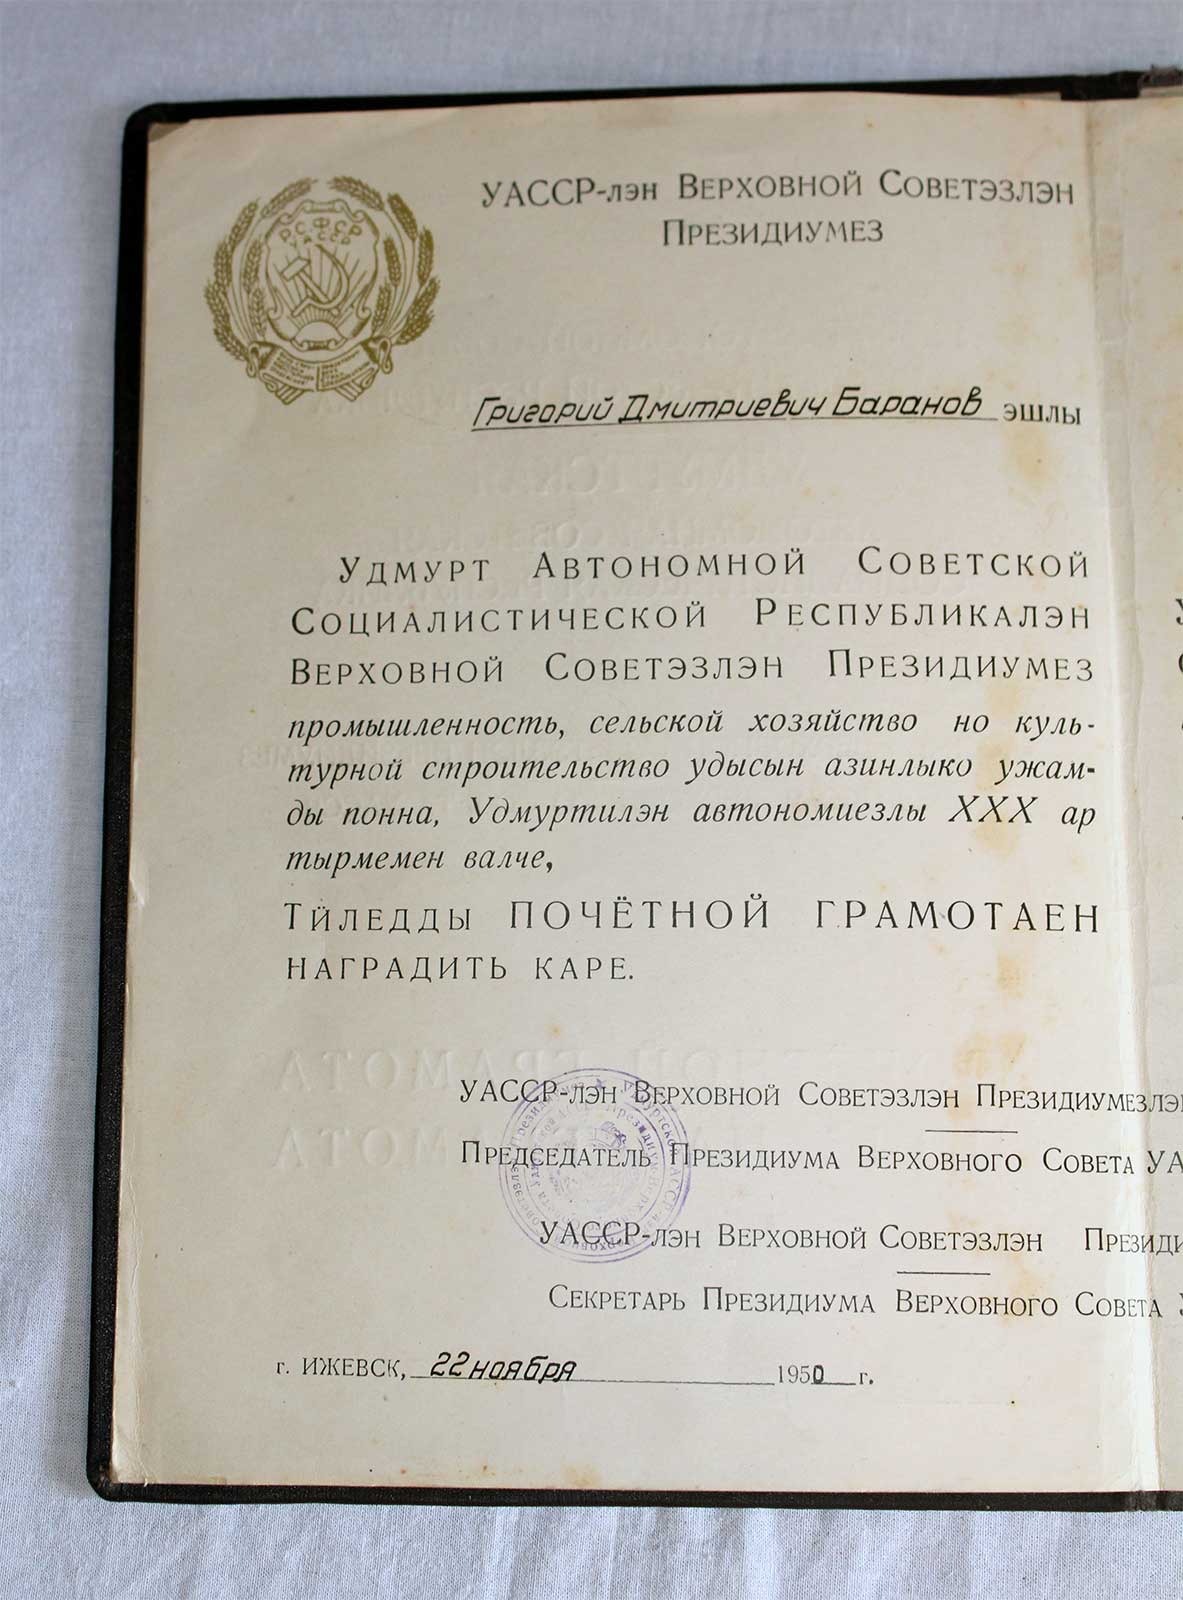 РСФСР
УАССР
УАССР-лэн Верховной Советэзлэн
Президиумез
Григорий Дмитриевич Баранов эшлы
Удмурт Автономной Советской
Социалистической Республикалэн
Верховной Советэзлэн Президиумез
промышленность, сельской хозяйство но куль-
турной строительство удысын азинлыко ужам-
ды понна, Удмуртилэн автономиезлы XXX ар
тырмемен валче,
Тӥледды ПОЧЁТНОЙ ГРАМОТАЕН
НАГРАДИТЬ КАРЕ.
УАССР-лэн Верховной Советэзлэн Президиумезлэн
Председатель Президиума Верховного Совета УА
УАССР-лэн Верховной Советэзлэн Президи
Секретарь Президиума Верховного Совета
г. ИЖЕВСК, 22 ноября 1950 г.